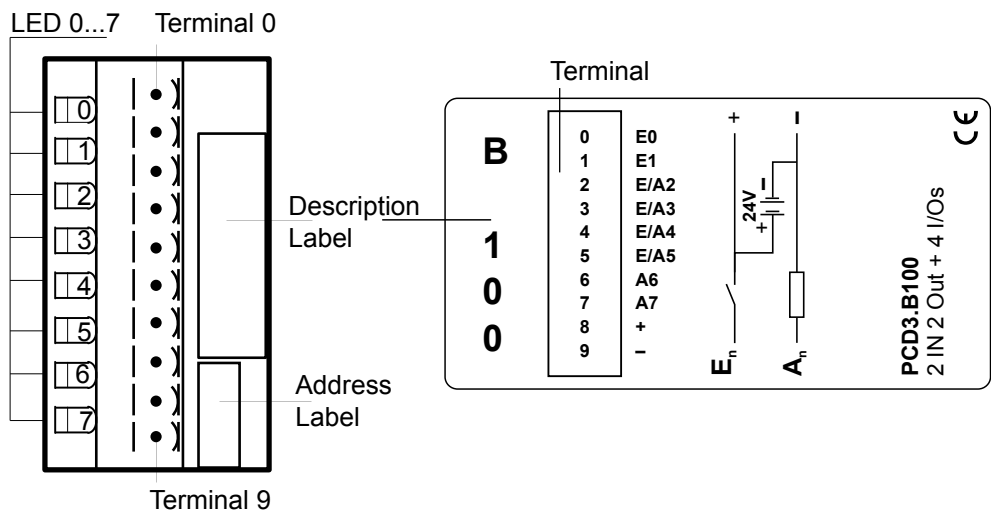 LED 0...7
Terminal 0
0
1
2
3
4
5
6
7
Description
Label
Address
Label
Terminal 9
Terminal
B
1
0
0
0 E0
1 E1
2 E/A2
3 E/A3
4 E/A4
5 E/A5
6 A6
7 A7
8 +
9 –
+ –
24V
+ –
En
An
PCD3.B100
2 IN 2 Out + 4 I/Os
CE